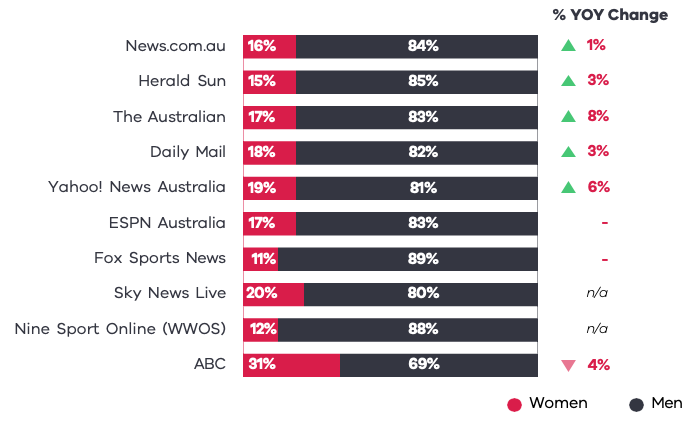 % YOY Change
News.com.au 16% 84% 1%
Herald Sun 15% 85% 3%
The Australian 17% 83% 8%
Daily Mail 18% 82% 3%
Yahoo! News Australia 19% 81% 6%
ESPN Australia 17% 83% -
Fox Sports News 11% 89% -
Sky News Live 20% 80% n/a
Nine Sport Online (WWOS) 12% 88% n/a
ABC 31% 69% 4%
Women Men